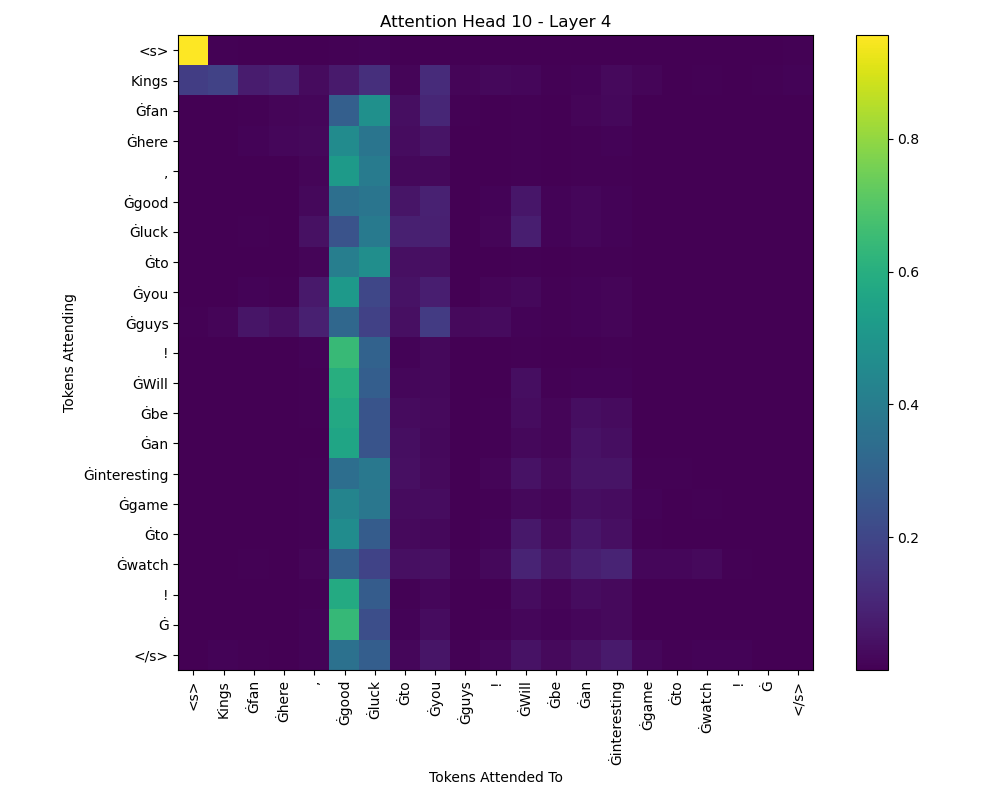 Attention Head 10 - Layer 4
<s>
Kings
Ġfan
Ġhere
,
Ġgood
Ġluck
Ġto
Ġyou
Ġguys
!
ĠWill
Ġbe
Ġan
Ġinteresting
Ġgame
Ġto
Ġwatch
!
Ġ
</s>
Tokens Attending
<s>
Kings
Ġfan
Ġhere
,
Ġgood
Ġluck
Ġto
Ġyou
Ġguys
!
ĠWill
Ġbe
Ġan
Ġinteresting
Ġgame
Ġto
Ġwatch
!
Ġ
</s>
Tokens Attended To
0.8
0.6
0.4
0.2